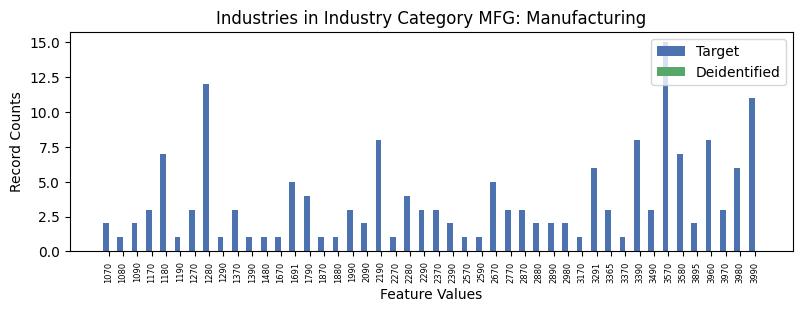 Industries in Industry Category MFG: Manufacturing
Target
Deidentified
Record Counts
15.0
12.5
10.0
7.5
5.0
2.5
0.0
1070 1080 1090 1170 1180 1190 1270 1280 1290 1370 1390 1480 1670 1691 1790 1870 1880 1990 2090 2190 2270 2280 2290 2370 2390 2570 2590 2670 2770 2870 2880 2890 2980 3170 3291 3365 3370 3390 3490 3570 3580 3895 3960 3970 3980 3990
Feature Values